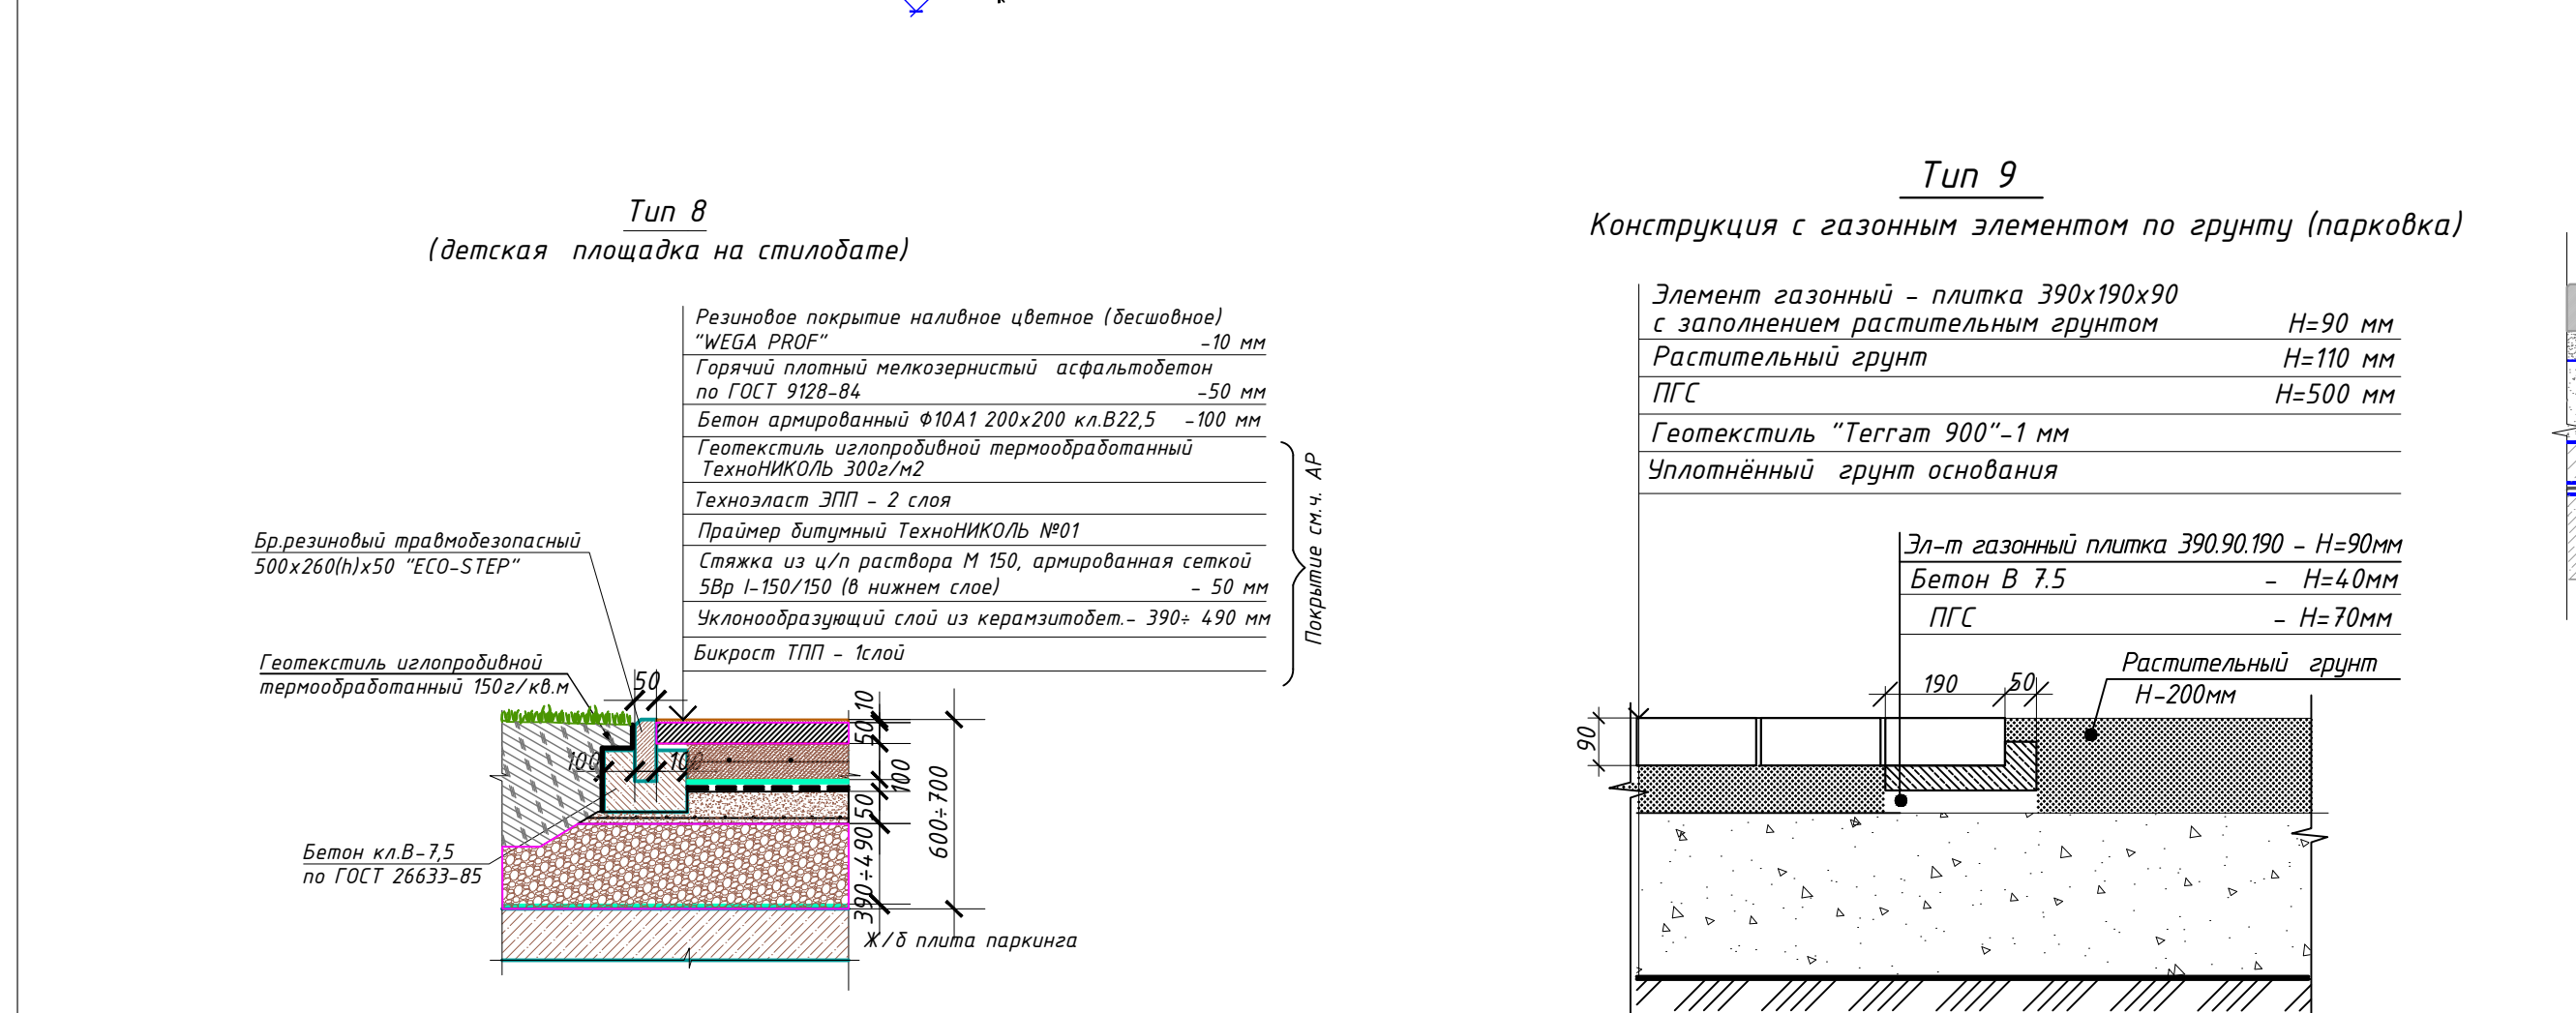 Тип 8
(детская площадка на стилобате)
Резиновое покрытие наливное цветное (бесшовное)
"WEGA PROF" -10 мм
Горячий плотный мелкозернистый асфальтобетон
по ГОСТ 9128-84 -50 мм
Бетон армированный Ф10А1 200х200 кл.В22,5 -100 мм
Геотекстиль иглопробивной термообработанный
ТехноНИКОЛЬ 300г/м2
Техноэласт ЭПП - 2 слоя
Праймер битумный ТехноНИКОЛЬ №01
Стяжка из ц/п раствора М 150, армированная сеткой
5Вр I-150/150 (в нижнем слое) - 50 мм
Уклонообразующий слой из керамзитобет.- 390÷ 490 мм
Бикрост ТПП - 1слой
Покрытие см.ч. АР
Бр.резиновый травмобезопасный
500х260(h)х50 "ECO-STEP"
Геотекстиль иглопробивной
термообработанный 150г/кв.м
Бетон кл.В-7,5
по ГОСТ 26633-85
50
100
100
10
50
100
50
390÷490
600÷700
Ж/б плита паркинга
Тип 9
Конструкция с газонным элементом по грунту (парковка)
Элемент газонный - плитка 390х190х90
с заполнением растительным грунтом Н=90 мм
Растительный грунт Н=110 мм
ПГС Н=500 мм
Геотекстиль "Terram 900"-1 мм
Уплотнённый грунт основания
Эл-т газонный плитка 390.90.190 - Н=90мм
Бетон В 7.5 - Н=40мм
ПГС - Н=70мм
Растительный грунт
Н-200мм
190
50
90